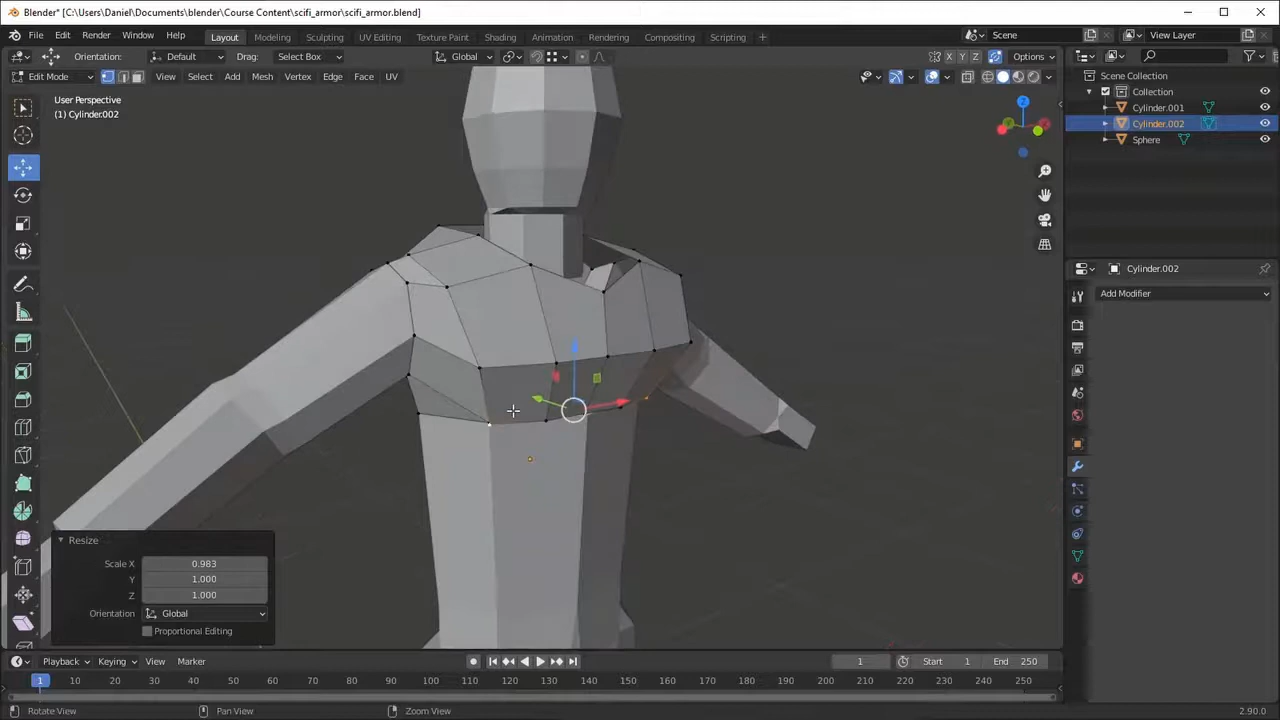 Blender* [C:\Users\Daniel\Documents\blender\Course Content\scifi_armor\scifi_armor.blend]
File Edit Render Window Help Layout Modeling Sculpting UV Editing Texture Paint Shading Animation Rendering Compositing Scripting Scene View Layer
Orientation: Default Drag: Select Box Global X Y Z Options
Edit Mode View Select Add Mesh Vertex Edge Face UV
Scene Collection
Collection
Cylinder.001
Cylinder.002
Sphere
User Perspective
(1) Cylinder.002
Cylinder.002
Add Modifier
Resize
Scale X 0.983
Y 1.000
Z 1.000
Orientation Global
Proportional Editing
Playback Keying View Marker 1 Start 1 End 250
1 10 20 30 40 50 60 70 80 90 100 110 120 130 140 150 160 170 180 190 200 210 220 230 240 250
Rotate View Pan View Zoom View 2.90.0